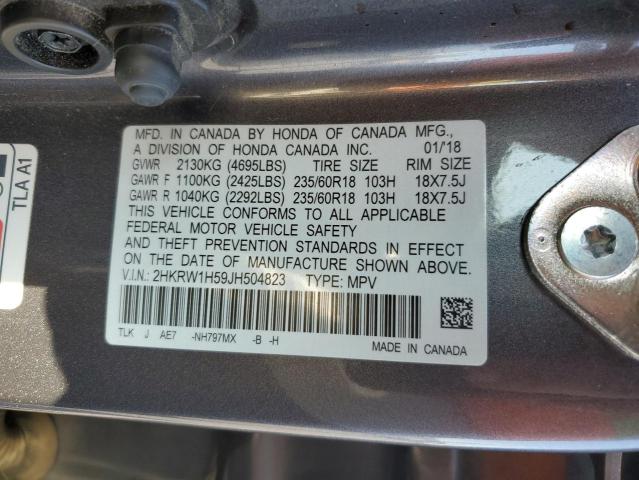 MFD. IN CANADA BY HONDA OF CANADA MFG.,
A DIVISION OF HONDA CANADA INC. 01/'18
GVWR 2130KG (4695LBS) TIRE SIZE RIM SIZE
GAWR F 1100KG (2425LBS) 235/60R18 103H 18X7.5J
GAWR R 1040KG (2292LBS) 235/60R18 103H 18X7.5J
THIS VEHICLE CONFORMS TO ALL APPLICABLE
FEDERAL MOTOR VEHICLE SAFETY
AND THEFT PREVENTION STANDARDS IN EFFECT
ON THE DATE OF MANUFACTURE SHOWN ABOVE.
V.I.N.: 2HKRW1H59JH504823 TYPE: MPV
TLK J AE7 -NH797MX -B -H
MADE IN CANADA
TLA A1